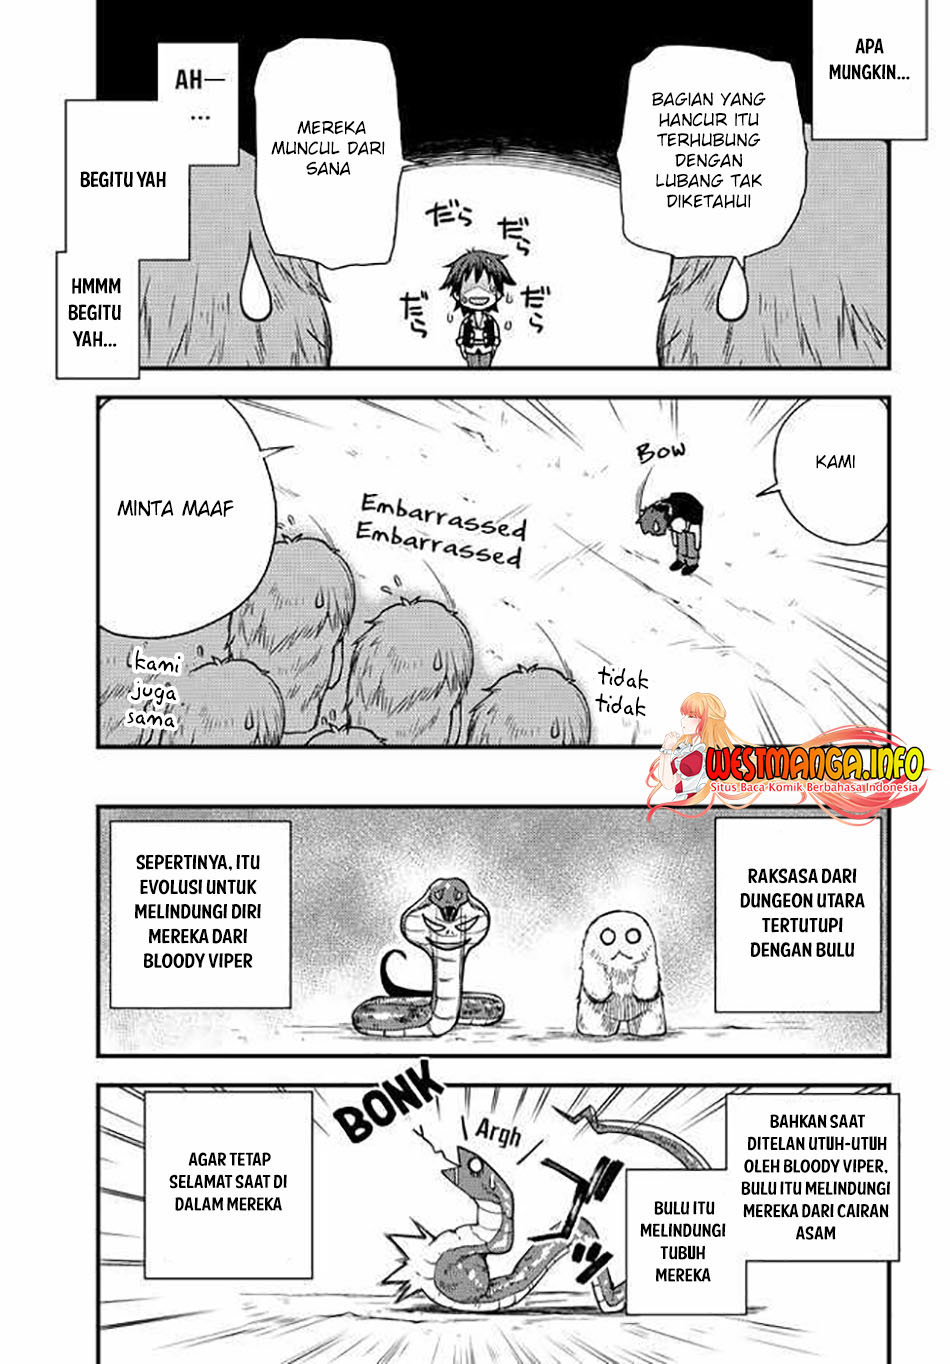 APA
MUNGKIN...
BAGIAN YANG
HANCUR ITU
TERHUBUNG
DENGAN
LUBANG TAK
DIKETAHUI
MEREKA
MUNCUL DARI
SANA
AH—
...
BEGITU YAH
HMMM
BEGITU
YAH...
だら
だら
だら
だら
KAMI
Bow
MINTA MAAF
Embarrassed
Embarrassed
kami
juga
sama
tidak
tidak
WESTMANGA.INFO
Situs Baca Komik Berbahasa Indonesia
RAKSASA DARI
DUNGEON UTARA
TERTUTUPI
DENGAN BULU
SEPERTINYA, ITU
EVOLUSI UNTUK
MELINDUNGI DIRI
MEREKA DARI
BLOODY VIPER
BAHKAN SAAT
DITELAN UTUH-UTUH
OLEH BLOODY VIPER,
BULU ITU MELINDUNGI
MEREKA DARI CAIRAN
ASAM
BULU ITU
MELINDUNGI
TUBUH
MEREKA
BONK
Argh
AGAR TETAP
SELAMAT SAAT DI
DALAM MEREKA